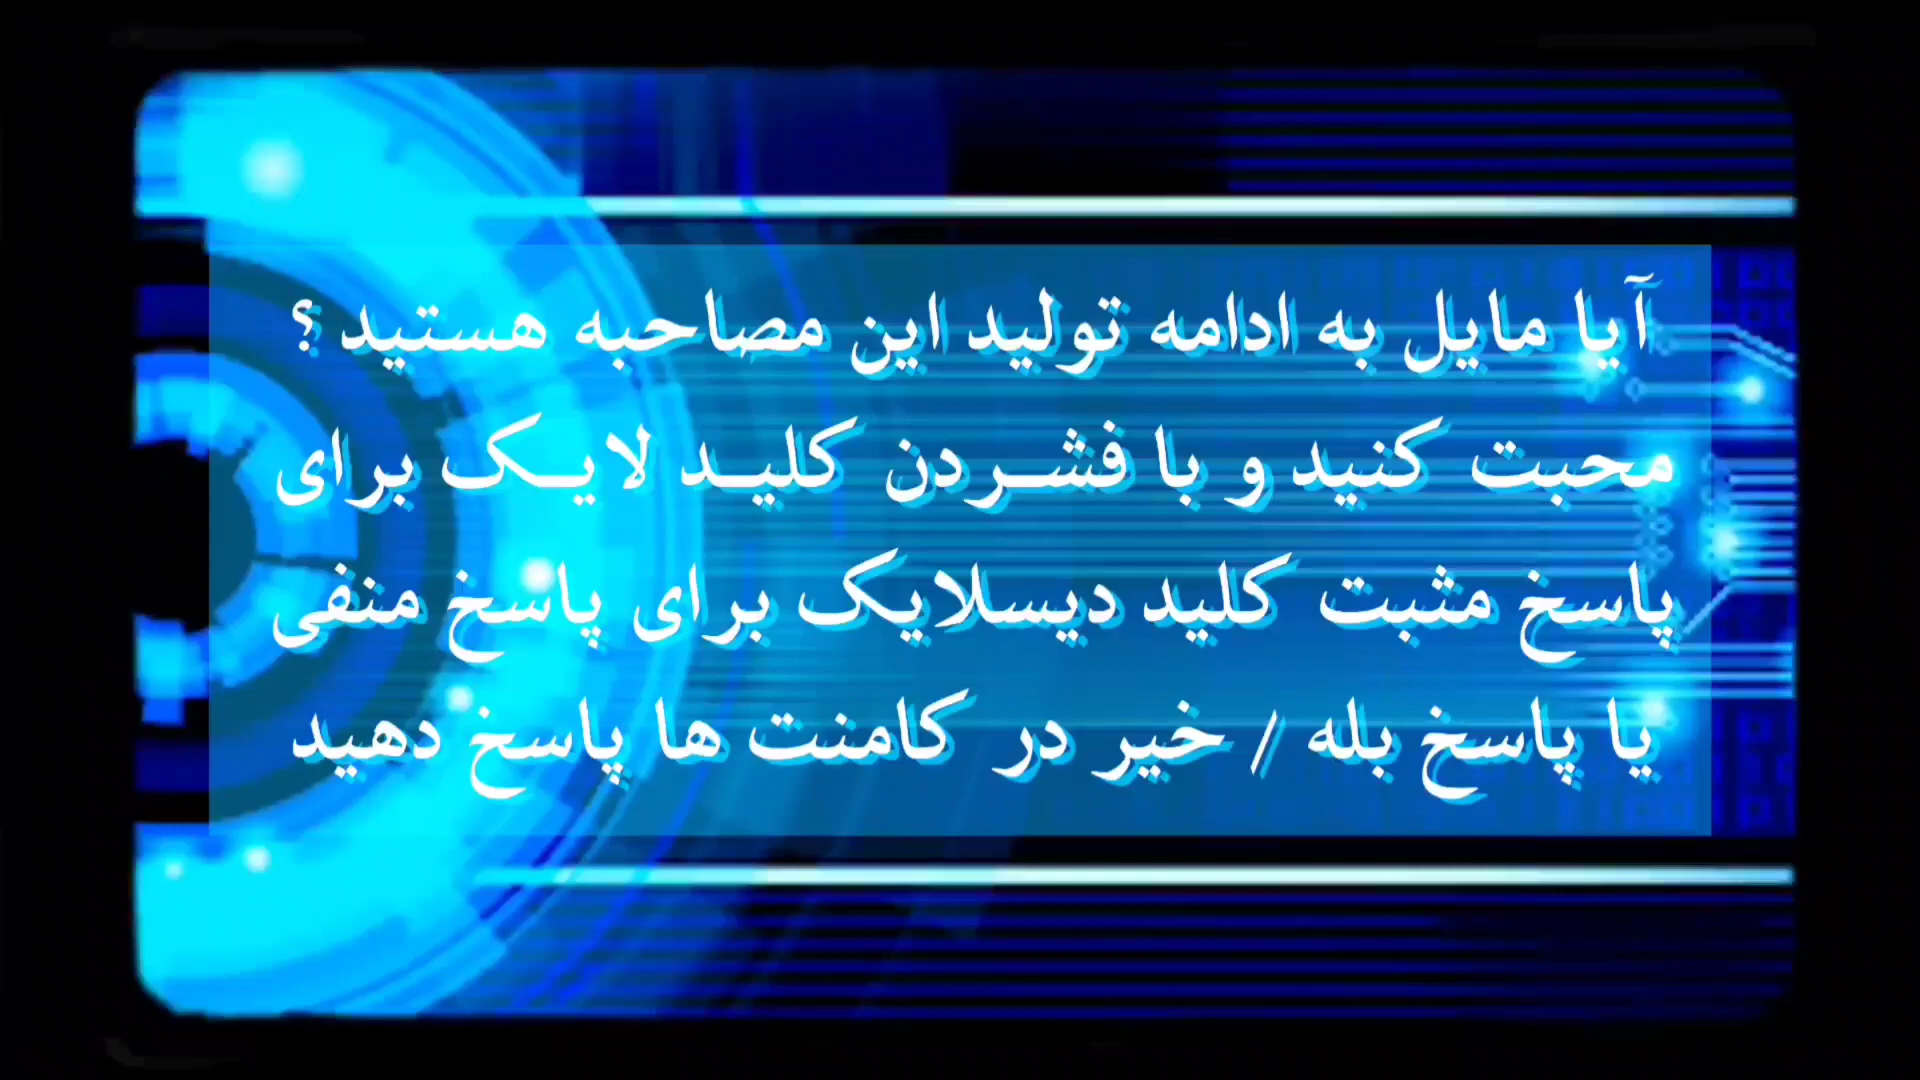 آیا مایل به ادامه تولید این مصاحبه هستید ؟
محبت کنید و با فشـردن کلیـد لایـک برای
پاسخ مثبت کلید دیسلایک برای پاسخ منفی
یا پاسخ بله / خیر در کامنت ها پاسخ دهید